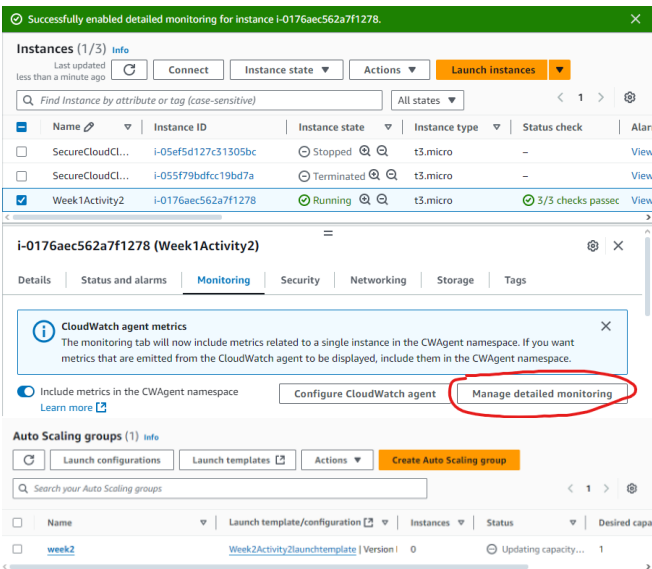 Successfully enabled detailed monitoring for instance i-0176aec562a7f1278.
Instances (1/3) Info
Last updated
less than a minute ago
Connect
Instance state
Actions
Launch instances
Find Instance by attribute or tag (case-sensitive)
All states
1
Name Instance ID Instance state Instance type Status check Alar
SecureCloudCl... i-05ef5d127c31305bc Stopped t3.micro – View
SecureCloudCl... i-055f79bdfcc19bd7a Terminated t3.micro – View
Week1Activity2 i-0176aec562a7f1278 Running t3.micro 3/3 checks passec View
i-0176aec562a7f1278 (Week1Activity2)
Details Status and alarms Monitoring Security Networking Storage Tags
CloudWatch agent metrics
The monitoring tab will now include metrics related to a single instance in the CWAgent namespace. If you want
metrics that are emitted from the CloudWatch agent to be displayed, include them in the CWAgent namespace.
Include metrics in the CWAgent namespace
Learn more
Configure CloudWatch agent
Manage detailed monitoring
Auto Scaling groups (1) Info
Launch configurations
Launch templates
Actions
Create Auto Scaling group
Search your Auto Scaling groups
1
Name Launch template/configuration Instances Status Desired capa
week2 Week2Activity2launchtemplate | Version 0 Updating capacity... 1